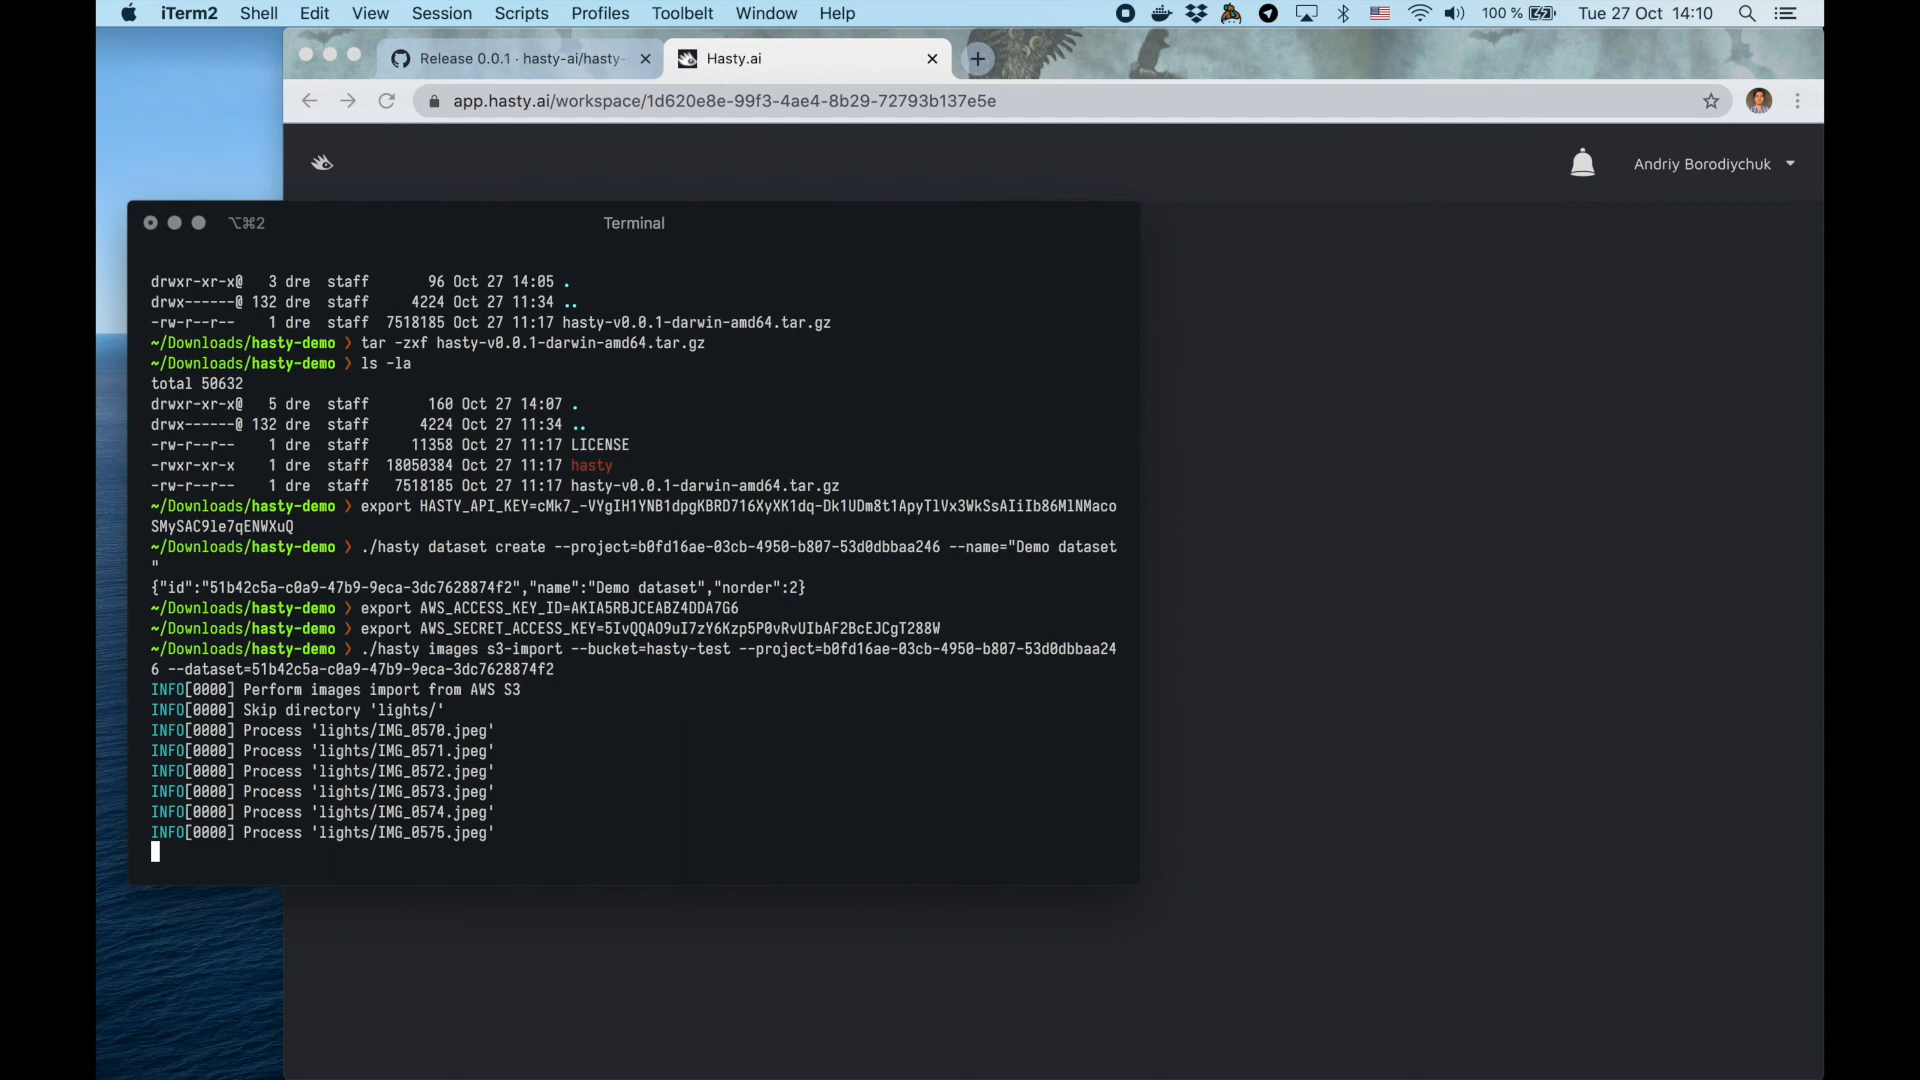 iTerm2 Shell Edit View Session Scripts Profiles Toolbelt Window Help 100 % Tue 27 Oct 14:10
Release 0.0.1 · hasty-ai/hasty- Hasty.ai
app.hasty.ai/workspace/1d620e8e-99f3-4ae4-8b29-72793b137e5e
Andriy Borodiychuk
⌥⌘2 Terminal
drwxr-xr-x@ 3 dre staff 96 Oct 27 14:05 .
drwx------@ 132 dre staff 4224 Oct 27 11:34 ..
-rw-r--r-- 1 dre staff 7518185 Oct 27 11:17 hasty-v0.0.1-darwin-amd64.tar.gz
~/Downloads/hasty-demo ❯ tar -zxf hasty-v0.0.1-darwin-amd64.tar.gz
~/Downloads/hasty-demo ❯ ls -la
total 50632
drwxr-xr-x@ 5 dre staff 160 Oct 27 14:07 .
drwx------@ 132 dre staff 4224 Oct 27 11:34 ..
-rw-r--r-- 1 dre staff 11358 Oct 27 11:17 LICENSE
-rwxr-xr-x 1 dre staff 18050384 Oct 27 11:17 hasty
-rw-r--r-- 1 dre staff 7518185 Oct 27 11:17 hasty-v0.0.1-darwin-amd64.tar.gz
~/Downloads/hasty-demo ❯ export HASTY_API_KEY=cMk7_-VYgIH1YNB1dpgKBRD716XyXK1dq-Dk1UDm8t1ApyTlVx3WkSsAIiIb86MlNMaco
SMySAC9le7qENWXuQ
~/Downloads/hasty-demo ❯ ./hasty dataset create --project=b0fd16ae-03cb-4950-b807-53d0dbbaa246 --name="Demo dataset
"
{"id":"51b42c5a-c0a9-47b9-9eca-3dc7628874f2","name":"Demo dataset","norder":2}
~/Downloads/hasty-demo ❯ export AWS_ACCESS_KEY_ID=AKIA5RBJCEABZ4DDA7G6
~/Downloads/hasty-demo ❯ export AWS_SECRET_ACCESS_KEY=5IvQQAO9uI7zY6Kzp5P0vRvUIbAF2BcEJCgT288W
~/Downloads/hasty-demo ❯ ./hasty images s3-import --bucket=hasty-test --project=b0fd16ae-03cb-4950-b807-53d0dbbaa24
6 --dataset=51b42c5a-c0a9-47b9-9eca-3dc7628874f2
INFO[0000] Perform images import from AWS S3
INFO[0000] Skip directory 'lights/'
INFO[0000] Process 'lights/IMG_0570.jpeg'
INFO[0000] Process 'lights/IMG_0571.jpeg'
INFO[0000] Process 'lights/IMG_0572.jpeg'
INFO[0000] Process 'lights/IMG_0573.jpeg'
INFO[0000] Process 'lights/IMG_0574.jpeg'
INFO[0000] Process 'lights/IMG_0575.jpeg'